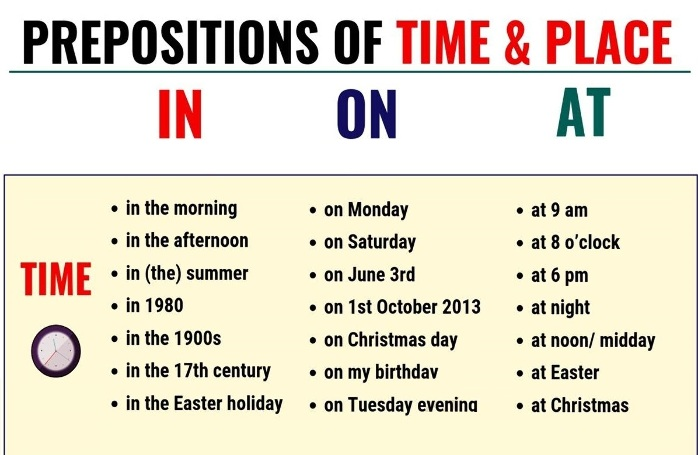 PREPOSITIONS OF TIME & PLACE
IN
ON
AT
TIME
• in the morning
• in the afternoon
• in (the) summer
• in 1980
• in the 1900s
• in the 17th century
• in the Easter holiday
• on Monday
• on Saturday
• on June 3rd
• on 1st October 2013
• on Christmas day
• on my birthday
• on Tuesday evening
• at 9 am
• at 8 o’clock
• at 6 pm
• at night
• at noon/ midday
• at Easter
• at Christmas